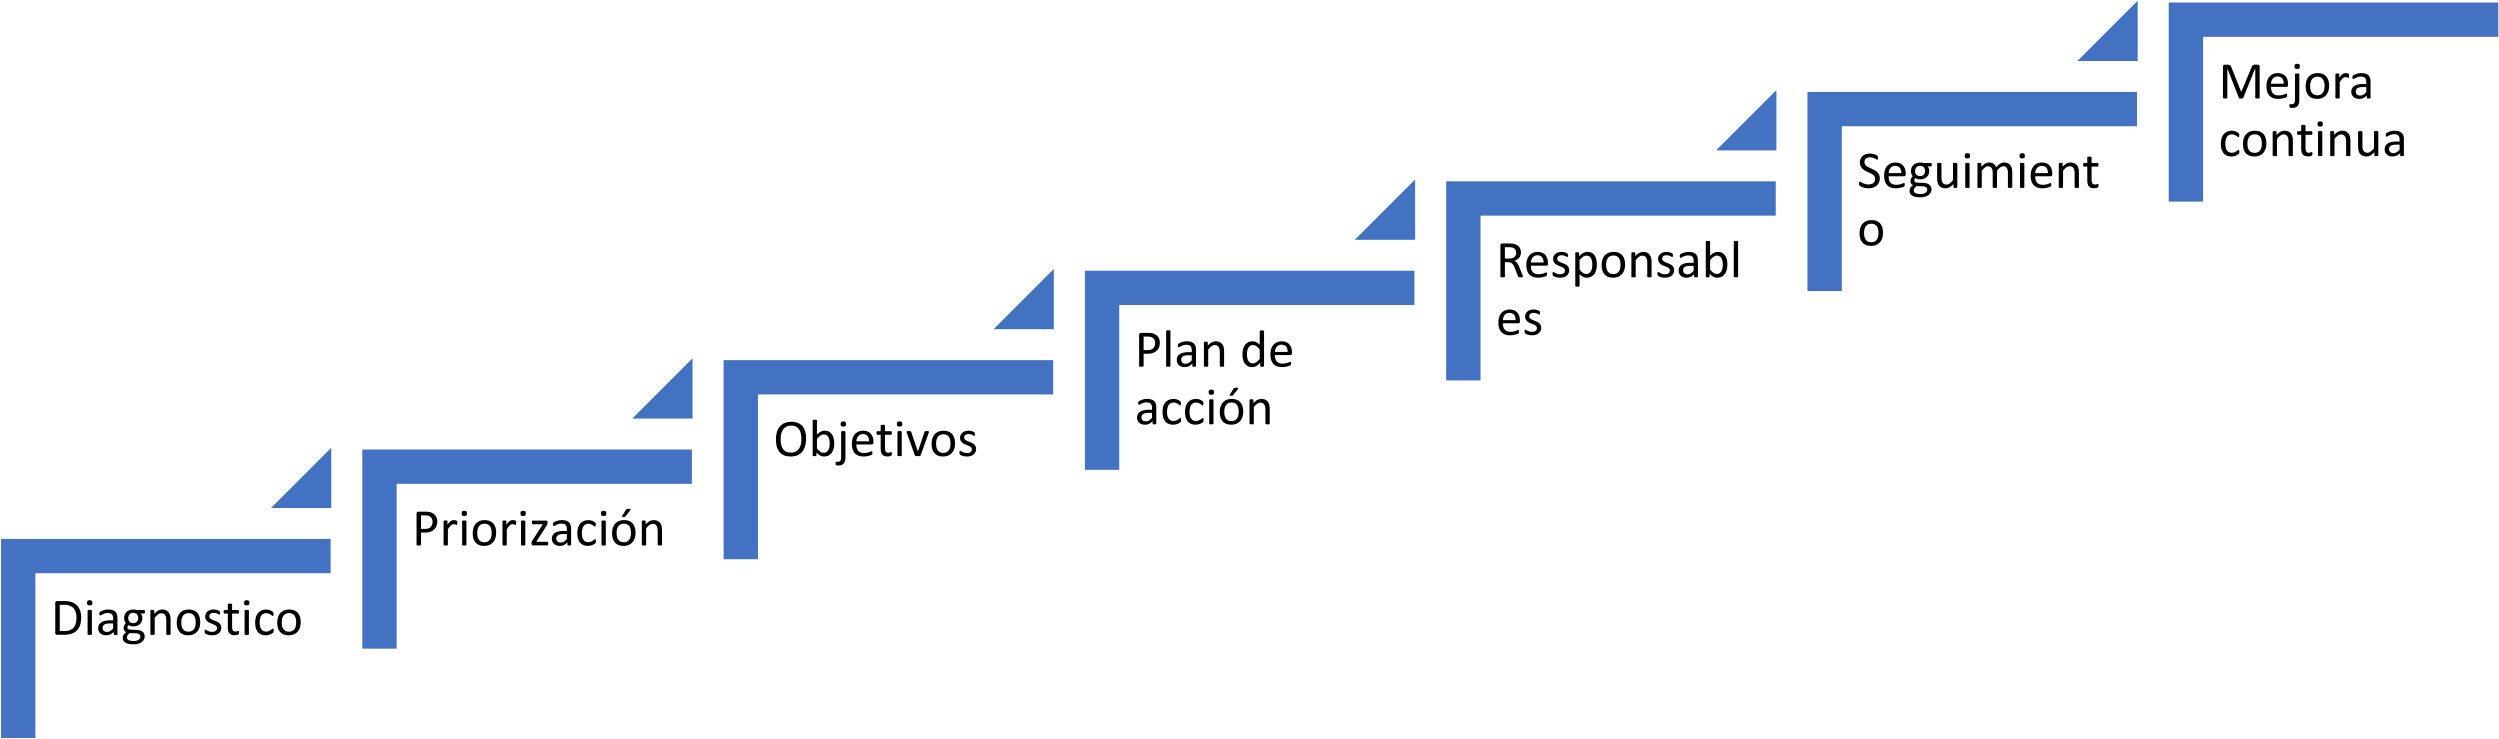 Diagnostico
Priorización
Objetivos
Plan de
acción
Responsabl
es
Seguimient
o
Mejora
continua